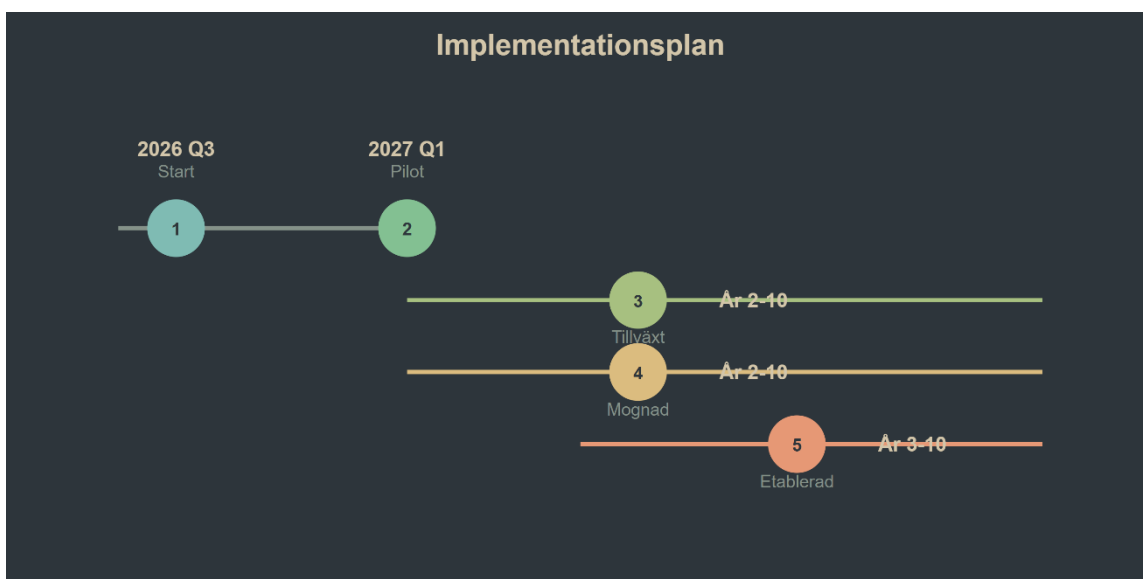 Implementationsplan
2026 Q3
Start
2027 Q1
Pilot
1
2
3
År 2-10
Tillväxt
4
År 2-10
Mognad
5
År 3-10
Etablerad